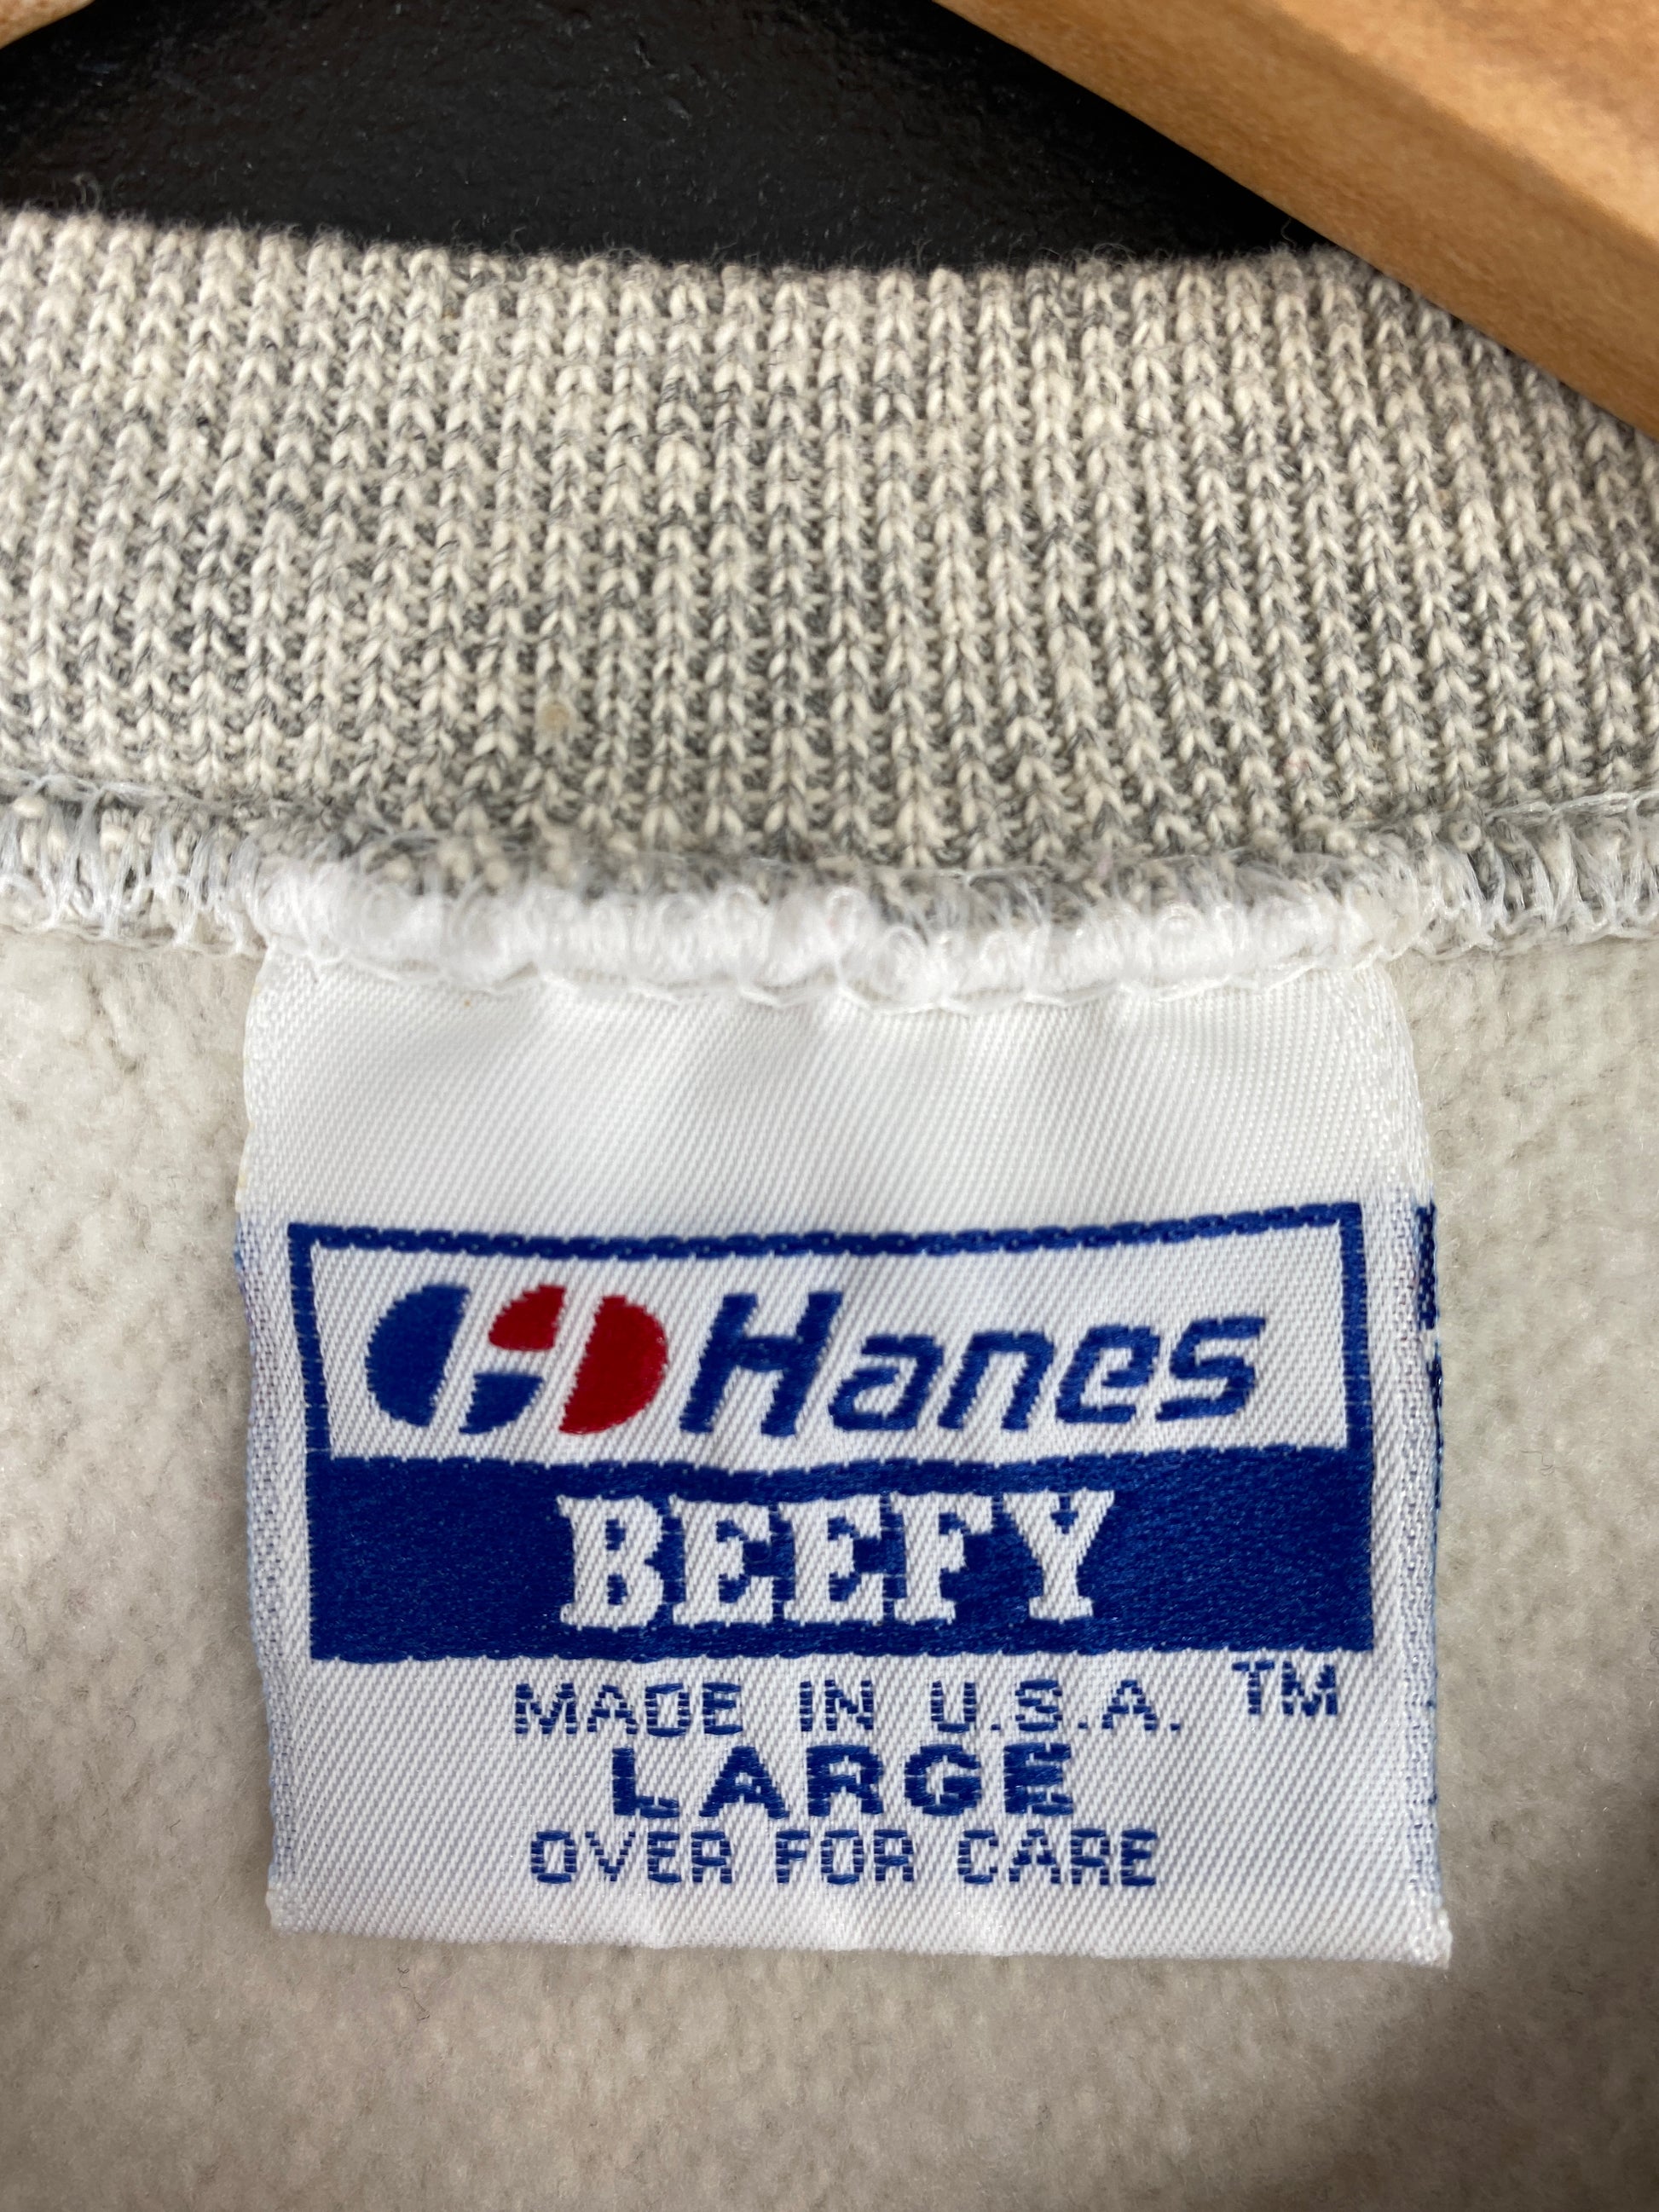 Hanes
BEEFY
TM
MADE IN U.S.A.
LARGE
OVER FOR CARE